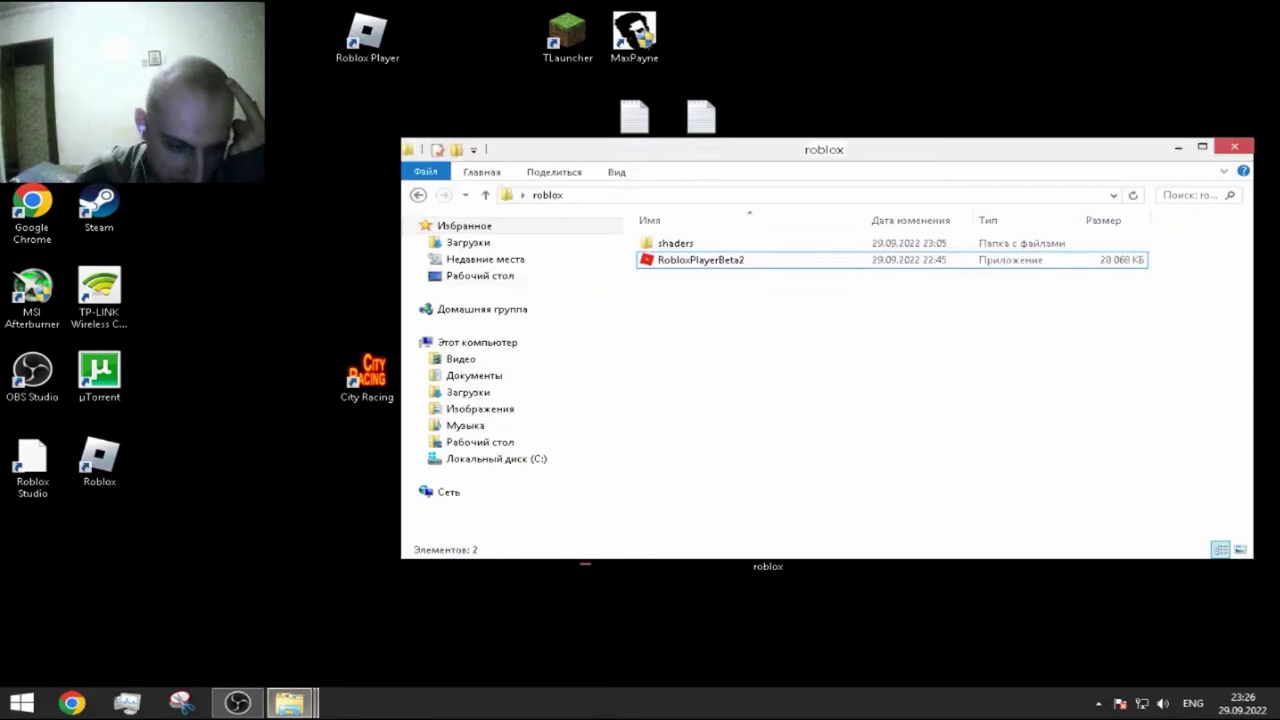 Roblox Player
TLauncher
MaxPayne
roblox
Файл
Главная
Поделиться
Вид
roblox
Поиск: ro...
Имя
Дата изменения
Тип
Размер
Избранное
Загрузки
Недавние места
Рабочий стол
Домашняя группа
Этот компьютер
Видео
Документы
Загрузки
Изображения
Музыка
Рабочий стол
Локальный диск (C:)
Сеть
shaders 29.09.2022 23:05 Папка с файлами
RobloxPlayerBeta2 29.09.2022 22:45 Приложение 28 068 КБ
Элементов: 2
roblox
Google
Chrome
Steam
MSI
Afterburner
TP-LINK
Wireless C...
OBS Studio
µTorrent
CITY
RACING
City Racing
Roblox
Studio
Roblox
ENG
23:26
29.09.2022